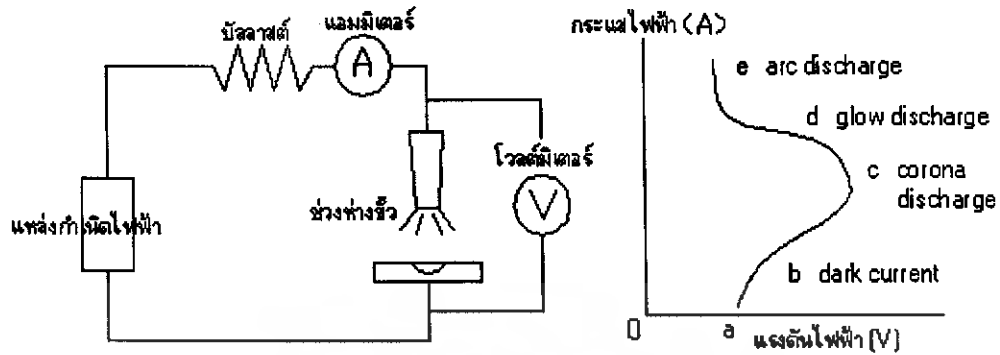 บัลลาสต์
แอมมิเตอร์
A
ช่วงห่างขั้ว
โวลต์มิเตอร์
V
แหล่งกำเนิดไฟฟ้า
กระแสไฟฟ้า (A)
e arc discharge
d glow discharge
c corona
discharge
b dark current
0
a
แรงดันไฟฟ้า (V)